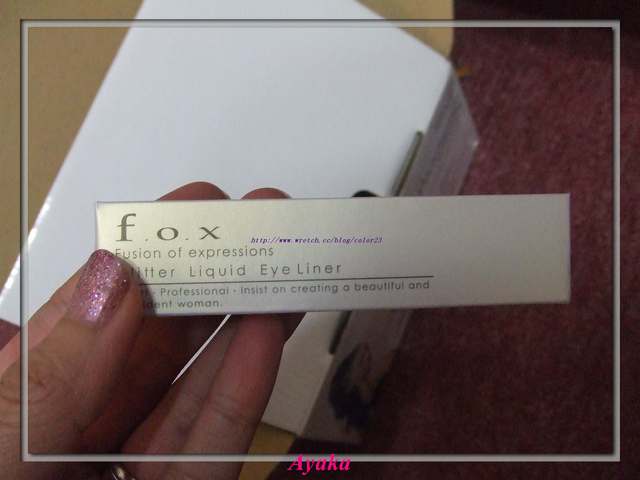 f.o.x
http://www.wretch.cc/blog/color23
Fusion of expressions
Liquid Eye Liner
- Professional - Insist on creating a beautiful and
woman.
Ayaka